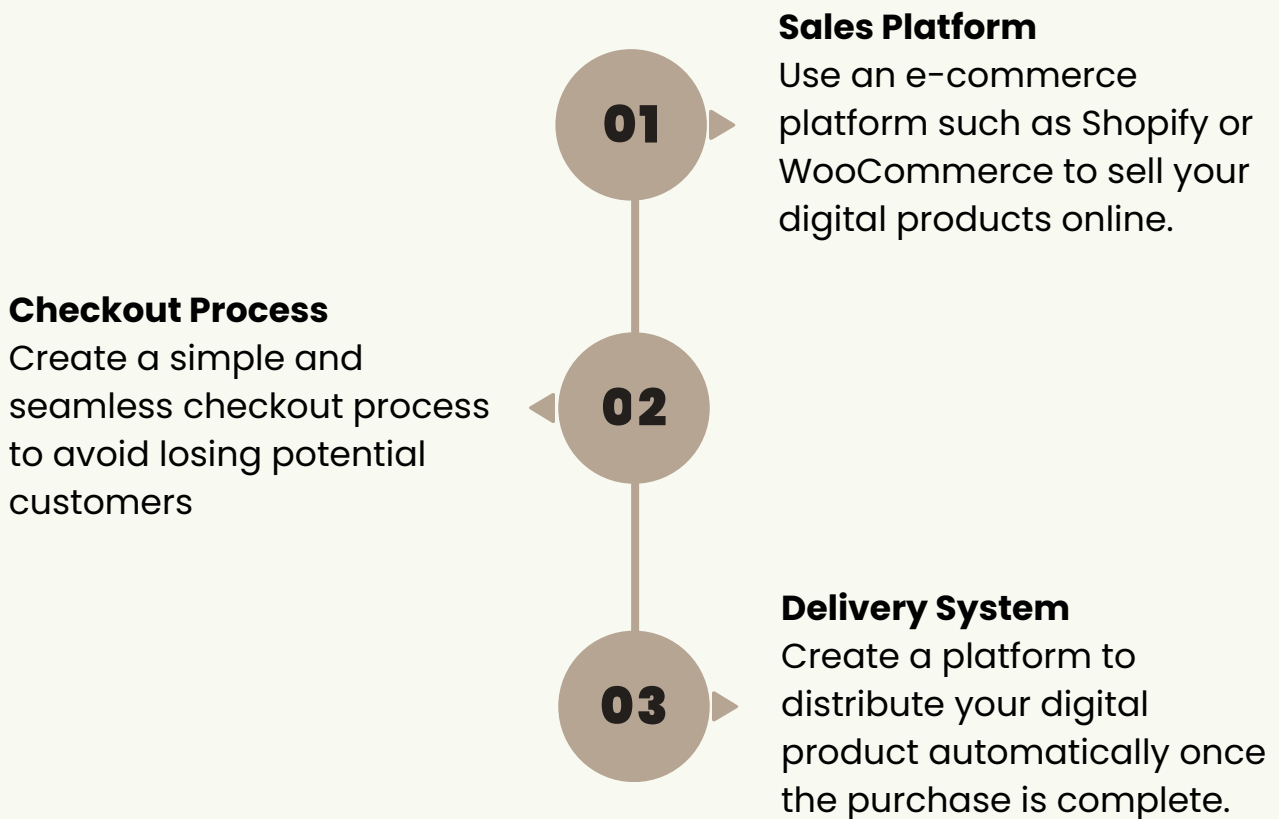 01
Sales Platform
Use an e-commerce
platform such as Shopify or
WooCommerce to sell your
digital products online.
02
Checkout Process
Create a simple and
seamless checkout process
to avoid losing potential
customers
03
Delivery System
Create a platform to
distribute your digital
product automatically once
the purchase is complete.